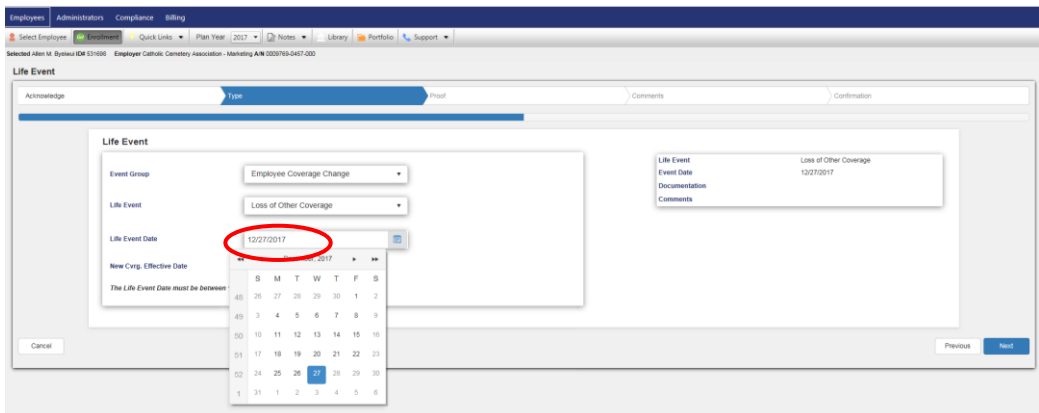 Employees Administrators Compliance Billing
Select Employee Enrollment Quick Links Plan Year 2017 Notes Library Portfolio Support
Selected Allen M. Byeiwui ID# 531696 Employer Catholic Cemetery Association - Marketing A/N 0009769-0457-000
Life Event
Acknowledge Type Proof Comments Confirmation
Life Event
Event Group Employee Coverage Change
Life Event Loss of Other Coverage
Life Event Date 12/27/2017
New Cvrg. Effective Date
The Life Event Date must be between
Life Event Loss of Other Coverage
Event Date 12/27/2017
Documentation
Comments
2017
S M T W T F S
48 26 27 28 29 30 1 2
49 3 4 5 6 7 8 9
50 10 11 12 13 14 15 16
51 17 18 19 20 21 22 23
52 24 25 26 27 28 29 30
1 31 1 2 3 4 5 6
Cancel Previous Next